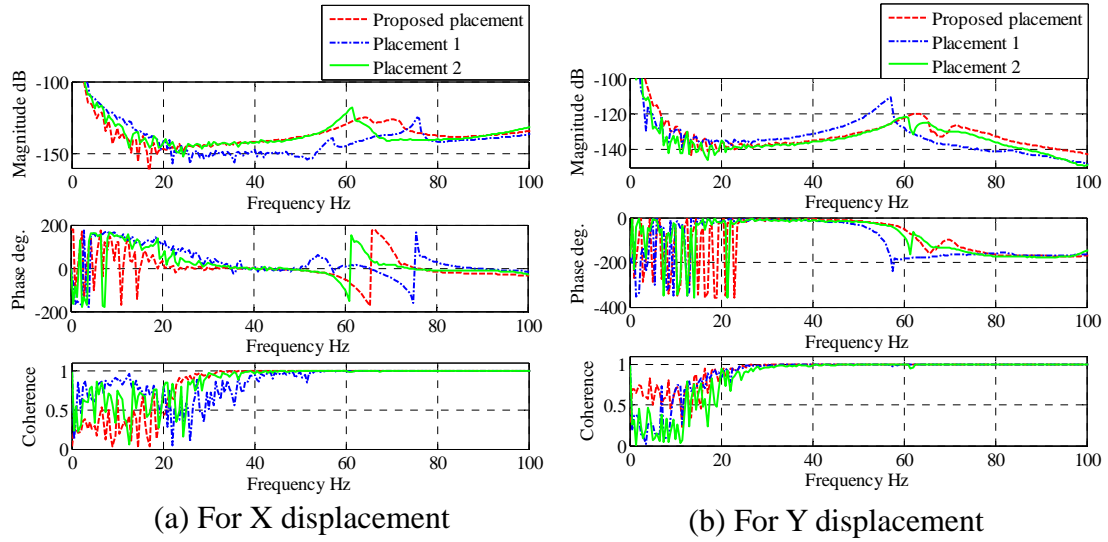 Proposed placement
Placement 1
Placement 2
Magnitude dB
-100
-150
0 20 40 60 80 100
Frequency Hz
Phase deg.
200
0
-200
0 20 40 60 80 100
Frequency Hz
Coherence
1
0.5
0
0 20 40 60 80 100
Frequency Hz
(a) For X displacement
Proposed placement
Placement 1
Placement 2
Magnitude dB
-100
-120
-140
0 20 40 60 80 100
Frequency Hz
Phase deg.
0
-200
-400
0 20 40 60 80 100
Frequency Hz
Coherence
1
0.5
0
0 20 40 60 80 100
Frequency Hz
(b) For Y displacement